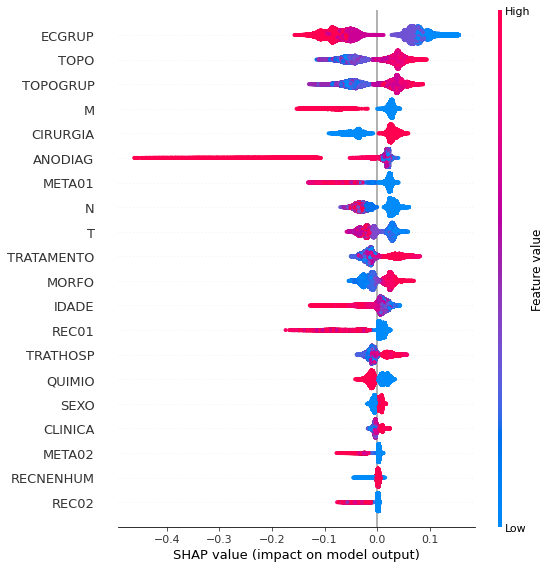 High
ECGRUP
TOPO
TOPOGRUP
M
CIRURGIA
ANODIAG
META01
N
T
TRATAMENTO
MORFO
IDADE
REC01
TRATHOSP
QUIMIO
SEXO
CLINICA
META02
RECNENHUM
REC02
Low
Feature value
−0.4 −0.3 −0.2 −0.1 0.0 0.1
SHAP value (impact on model output)